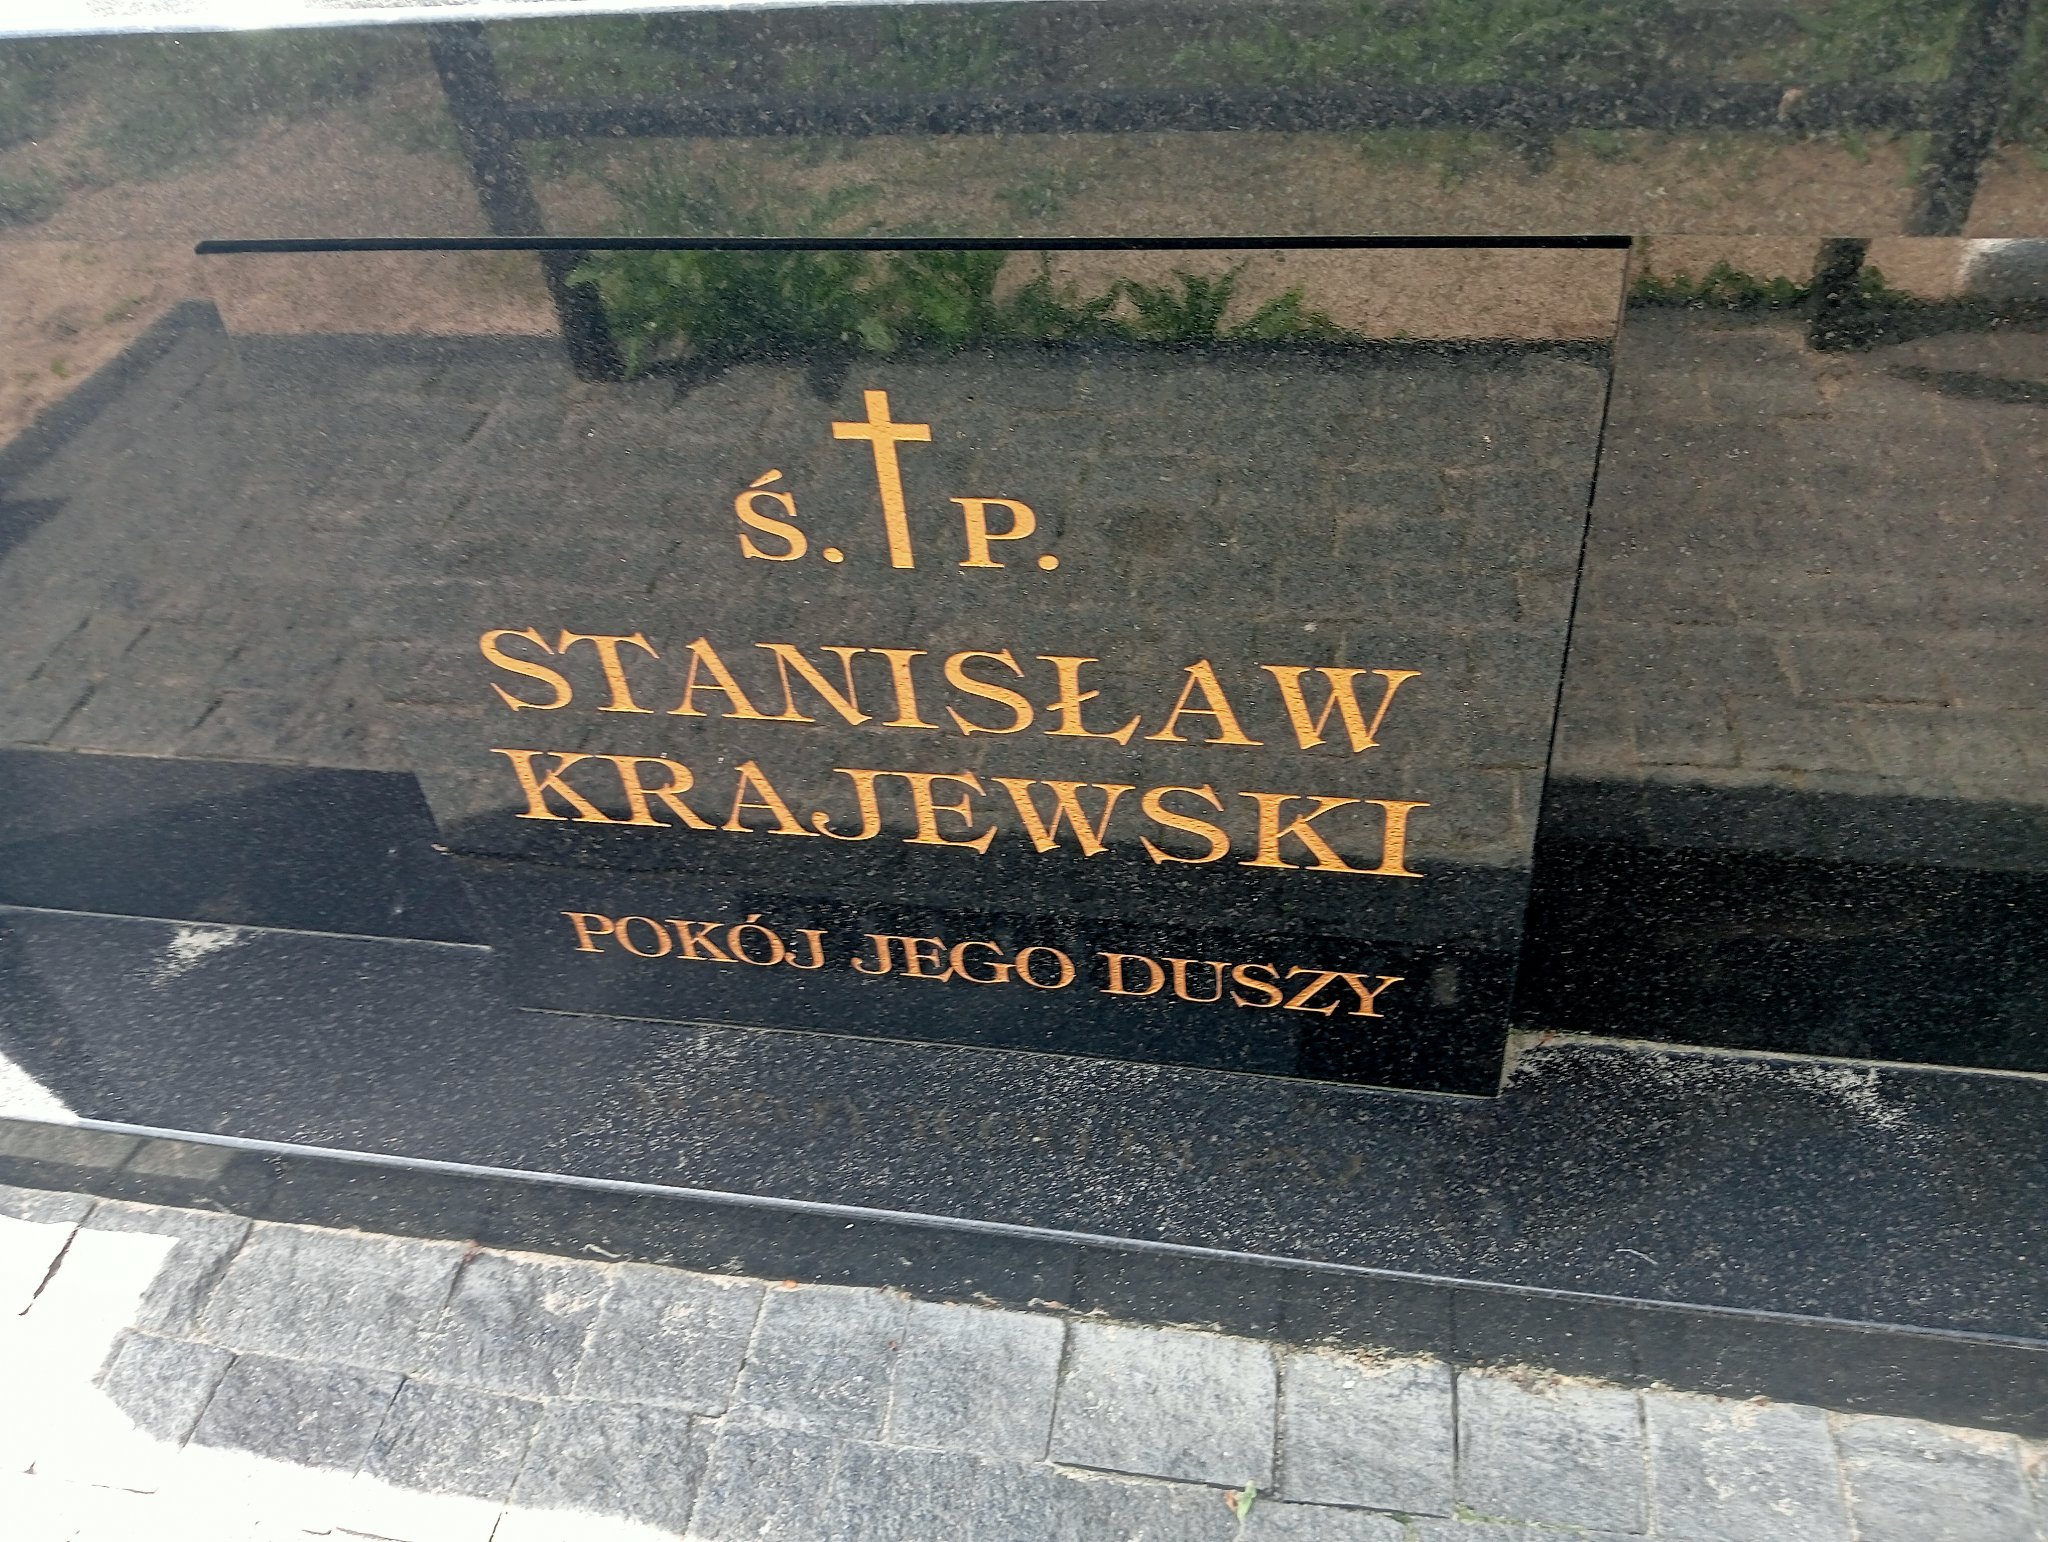 Ś. P.
STANISŁAW
KRAJEWSKI
POKÓJ JEGO DUSZY